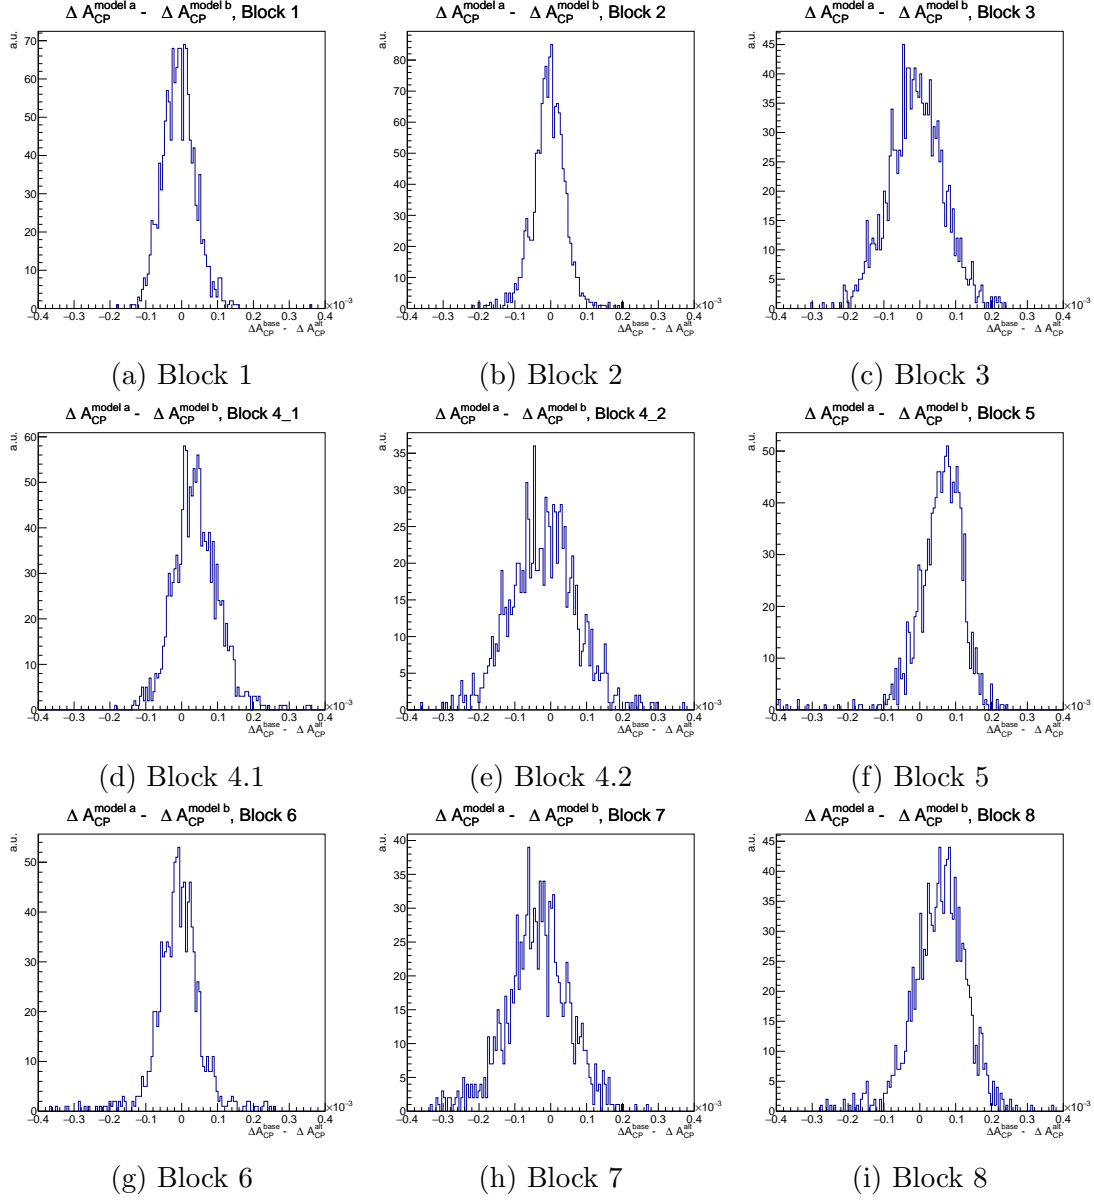 Δ A_CP^model a - Δ A_CP^model b, Block 1
a.u.
70
60
50
40
30
20
10
0
−0.4 −0.3 −0.2 −0.1 0 0.1 0.2 0.3 0.4
×10⁻³
ΔA_CP^base - Δ A_CP^alt
(a) Block 1
Δ A_CP^model a - Δ A_CP^model b, Block 2
a.u.
80
70
60
50
40
30
20
10
0
−0.4 −0.3 −0.2 −0.1 0 0.1 0.2 0.3 0.4
×10⁻³
ΔA_CP^base - Δ A_CP^alt
(b) Block 2
Δ A_CP^model a - Δ A_CP^model b, Block 3
a.u.
45
40
35
30
25
20
15
10
5
0
−0.4 −0.3 −0.2 −0.1 0 0.1 0.2 0.3 0.4
×10⁻³
ΔA_CP^base - Δ A_CP^alt
(c) Block 3
Δ A_CP^model a - Δ A_CP^model b, Block 4_1
a.u.
60
50
40
30
20
10
0
−0.4 −0.3 −0.2 −0.1 0 0.1 0.2 0.3 0.4
×10⁻³
ΔA_CP^base - Δ A_CP^alt
(d) Block 4.1
Δ A_CP^model a - Δ A_CP^model b, Block 4_2
a.u.
35
30
25
20
15
10
5
0
−0.4 −0.3 −0.2 −0.1 0 0.1 0.2 0.3 0.4
×10⁻³
ΔA_CP^base - Δ A_CP^alt
(e) Block 4.2
Δ A_CP^model a - Δ A_CP^model b, Block 5
a.u.
50
40
30
20
10
0
−0.4 −0.3 −0.2 −0.1 0 0.1 0.2 0.3 0.4
×10⁻³
ΔA_CP^base - Δ A_CP^alt
(f) Block 5
Δ A_CP^model a - Δ A_CP^model b, Block 6
a.u.
50
40
30
20
10
0
−0.4 −0.3 −0.2 −0.1 0 0.1 0.2 0.3 0.4
×10⁻³
ΔA_CP^base - Δ A_CP^alt
(g) Block 6
Δ A_CP^model a - Δ A_CP^model b, Block 7
a.u.
40
35
30
25
20
15
10
5
0
−0.4 −0.3 −0.2 −0.1 0 0.1 0.2 0.3 0.4
×10⁻³
ΔA_CP^base - Δ A_CP^alt
(h) Block 7
Δ A_CP^model a - Δ A_CP^model b, Block 8
a.u.
45
40
35
30
25
20
15
10
5
0
−0.4 −0.3 −0.2 −0.1 0 0.1 0.2 0.3 0.4
×10⁻³
ΔA_CP^base - Δ A_CP^alt
(i) Block 8